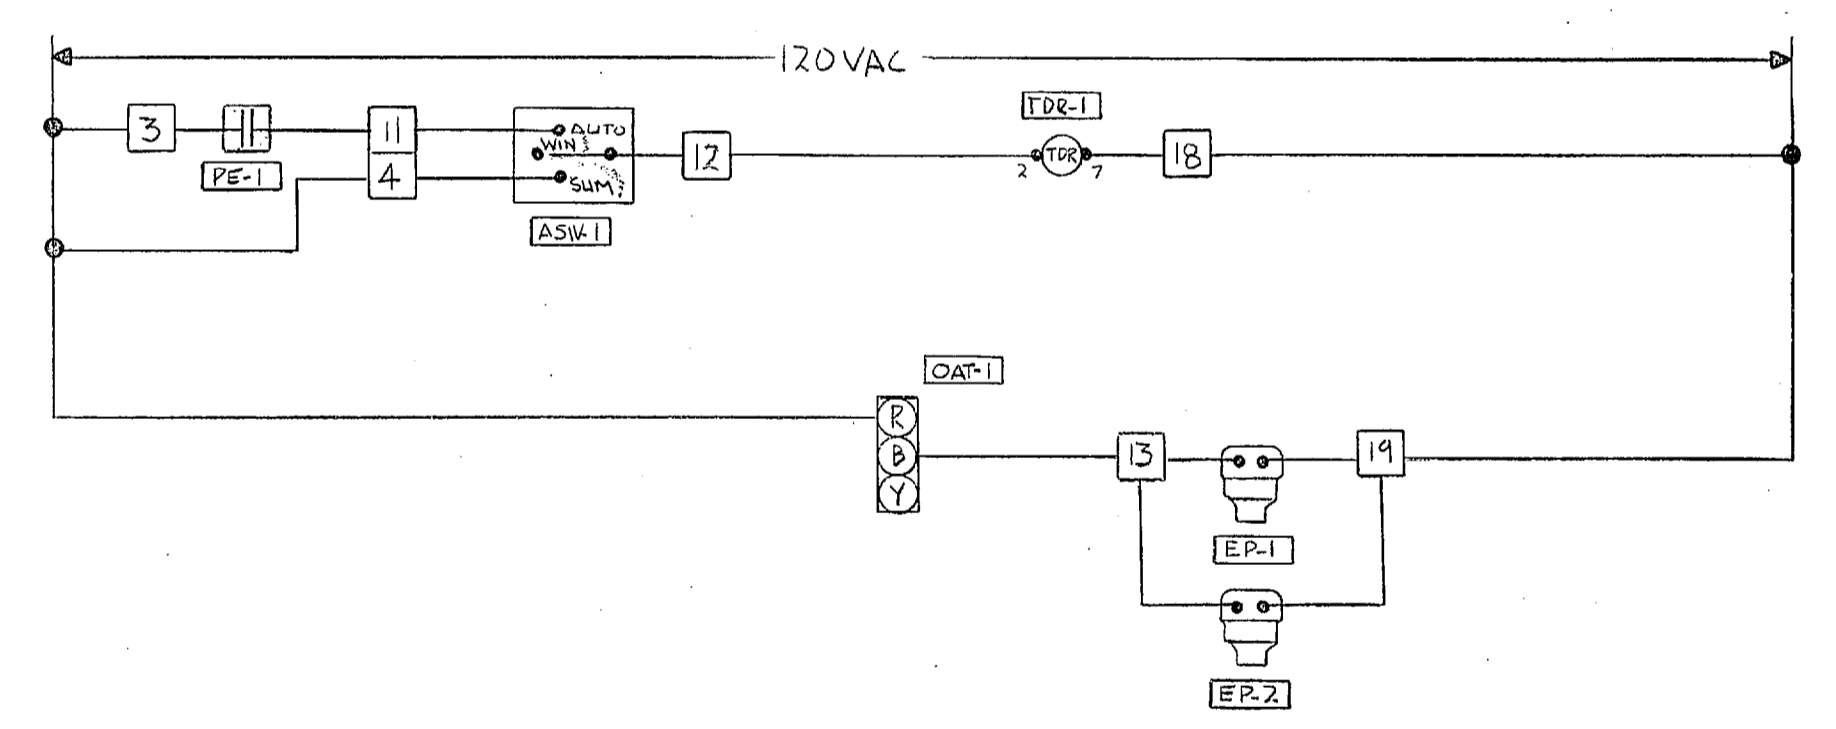 120VAC
TDR-1
3
11
AUTO
WIN
12
2
TDR
7
18
PE-1
4
SUM
ASW-1
OAT-1
R
B
Y
13
19
EP-1
EP-2